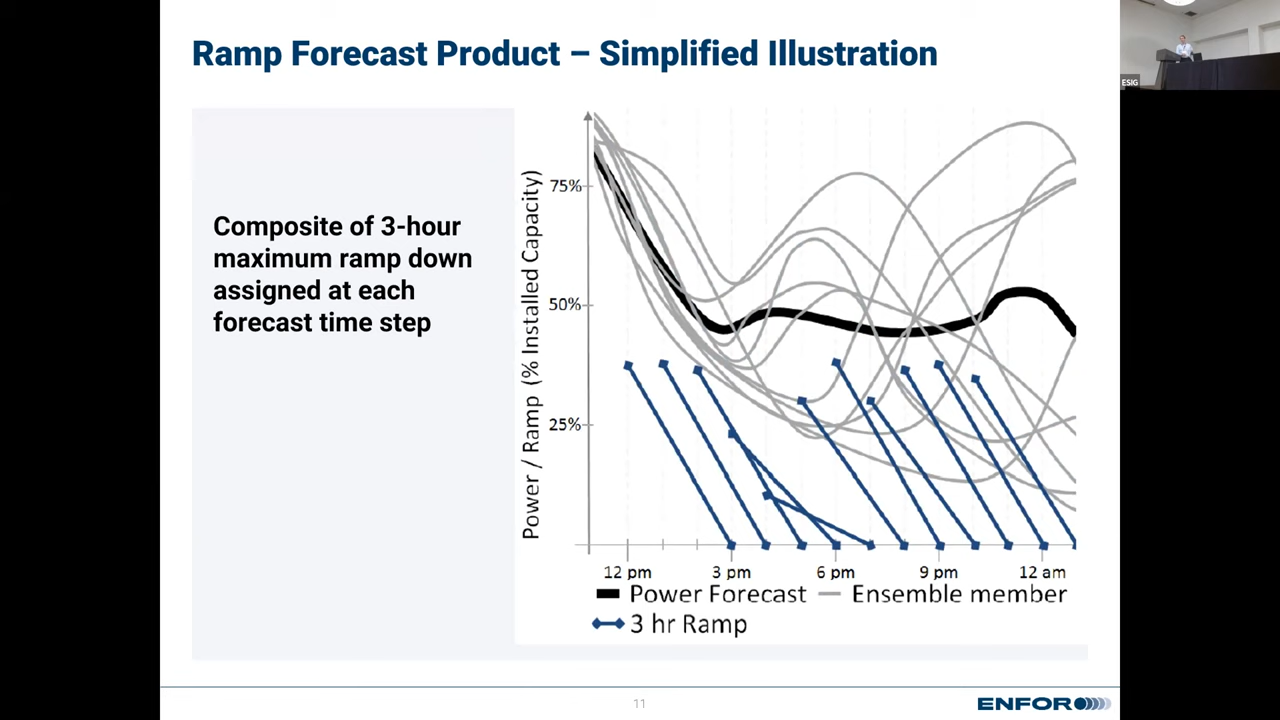 Ramp Forecast Product – Simplified Illustration
ESIG
Composite of 3-hour
maximum ramp down
assigned at each
forecast time step
Power / Ramp (% Installed Capacity)
75%
50%
25%
12 pm 3 pm 6 pm 9 pm 12 am
Power Forecast Ensemble member
3 hr Ramp
11
ENFOR